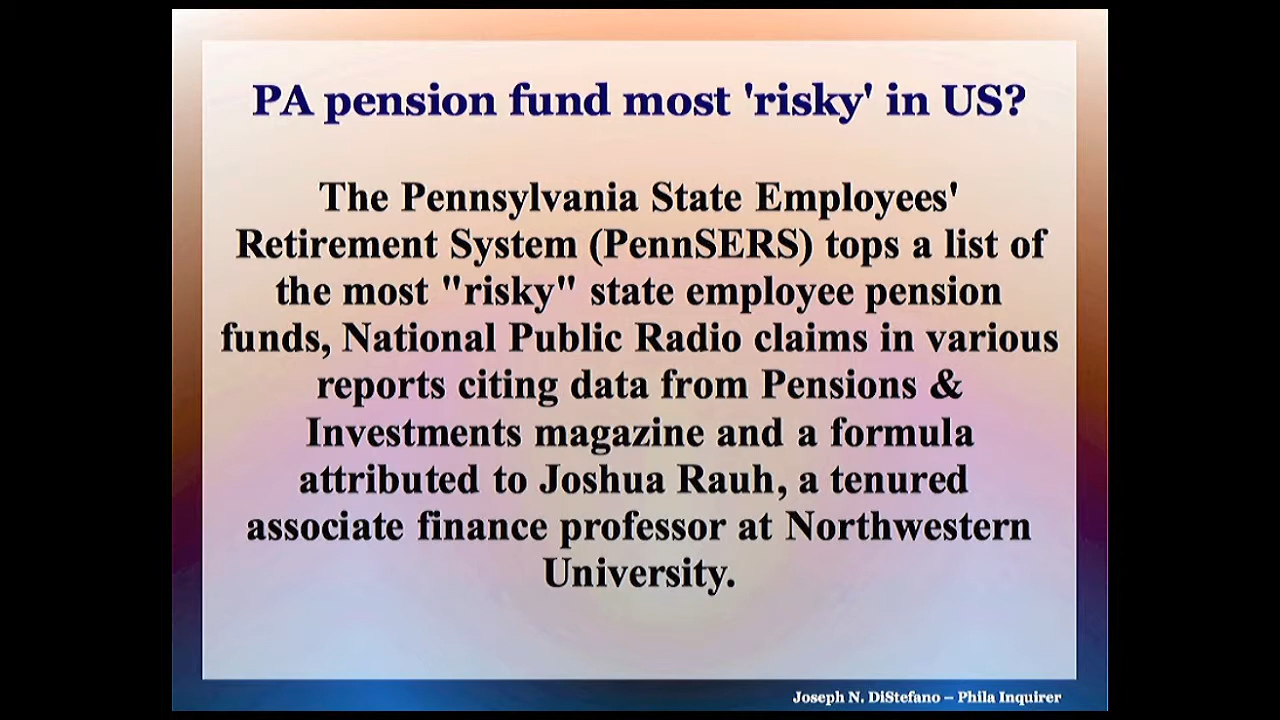 PA pension fund most 'risky' in US?
The Pennsylvania State Employees'
Retirement System (PennSERS) tops a list of
the most "risky" state employee pension
funds, National Public Radio claims in various
reports citing data from Pensions &
Investments magazine and a formula
attributed to Joshua Rauh, a tenured
associate finance professor at Northwestern
University.
Joseph N. DiStefano – Phila Inquirer